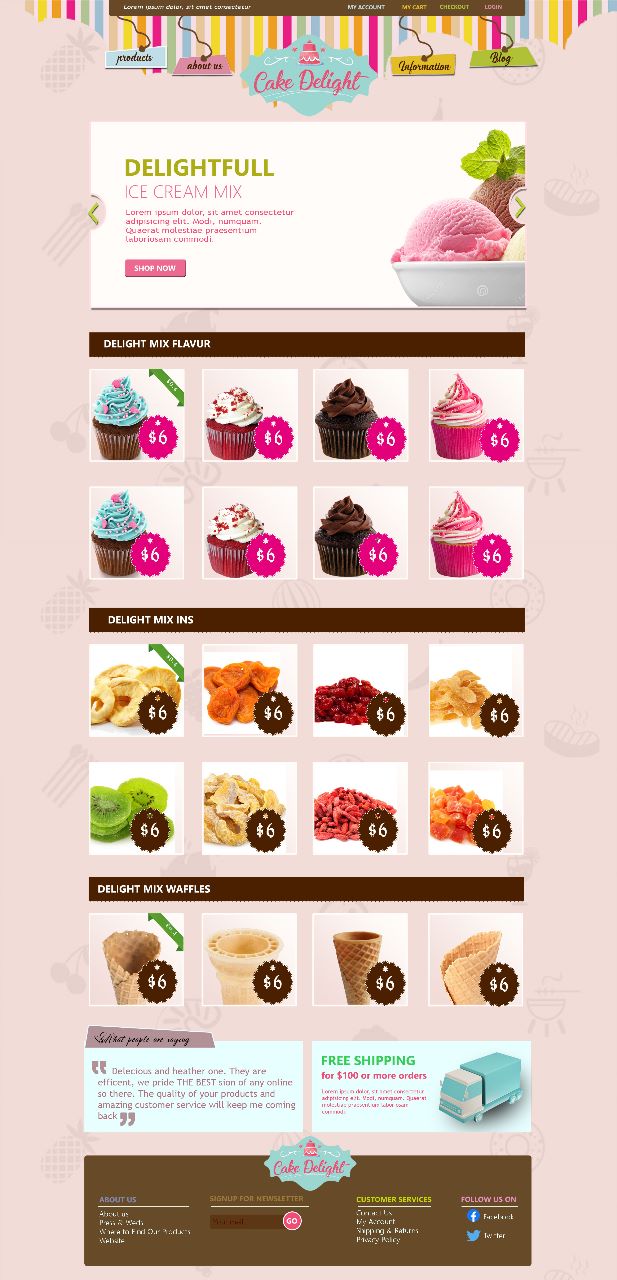 Lorem ipsum dolor, sit amet consectetur
MY ACCOUNT
MY CART
CHECKOUT
LOGIN
products
about us
Cake Delight
Information
Blog
DELIGHTFULL
ICE CREAM MIX
Lorem ipsum dolor, sit amet consectetur
adipisicing elit. Modi, numquam.
Quaerat molestiae praesentium
laboriosam commodi.
SHOP NOW
DELIGHT MIX FLAVUR
$6
$6
$6
$6
$6
$6
$6
$6
DELIGHT MIX INS
$6
$6
$6
$6
$6
$6
$6
$6
DELIGHT MIX WAFFLES
$6
$6
$6
$6
What people are saying
Delecious and heather one. They are
efficent, we pride THE BEST sion of any online
so there. The quality of your products and
amazing customer service will keep me coming
back
FREE SHIPPING
for $100 or more orders
Lorem ipsum dolor, sit amet consectetur
adipisicing elit. Modi, numquam. Quaerat
molestiae praesentium laboriosam
commodi.
Cake Delight
ABOUT US
About us
Press & Weds
Where to Find Our Products
Website
SIGNUP FOR NEWSLETTER
GO
CUSTOMER SERVICES
Contact Us
My Account
Shipping & Returns
Privacy Policy
FOLLOW US ON
Facebook
Twitter